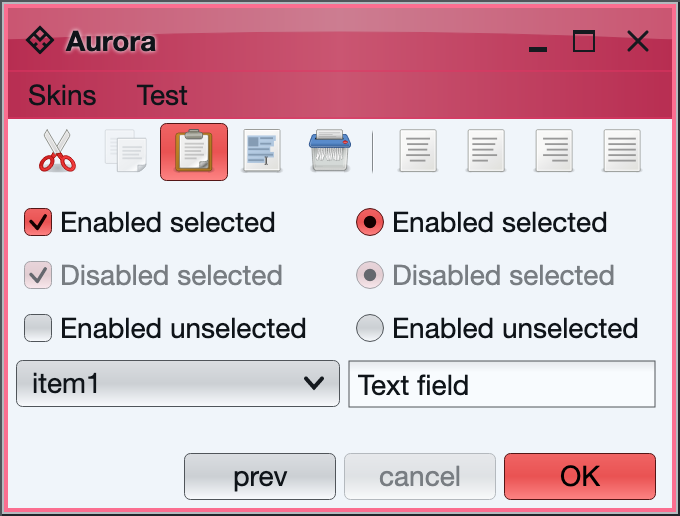 Aurora
Skins Test
Enabled selected Enabled selected
Disabled selected Disabled selected
Enabled unselected Enabled unselected
item1 Text field
prev cancel OK